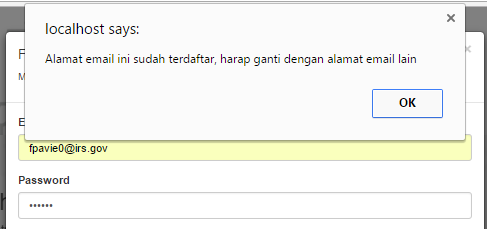 localhost says:
Alamat email ini sudah terdaftar, harap ganti dengan alamat email lain
OK
fpavie0@irs.gov
Password
••••••